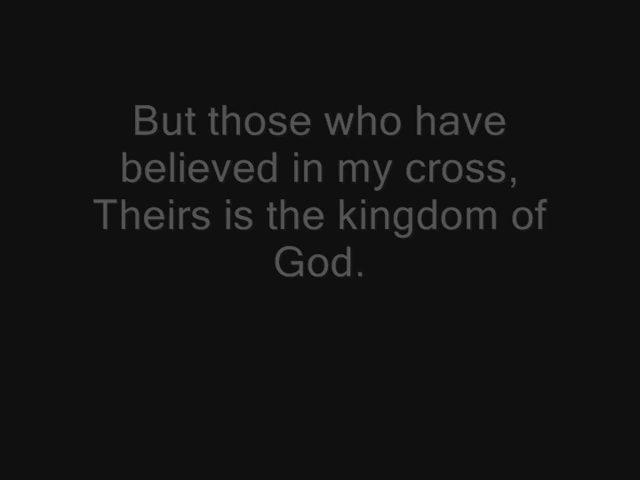 But those who have
believed in my cross,
Theirs is the kingdom of
God.